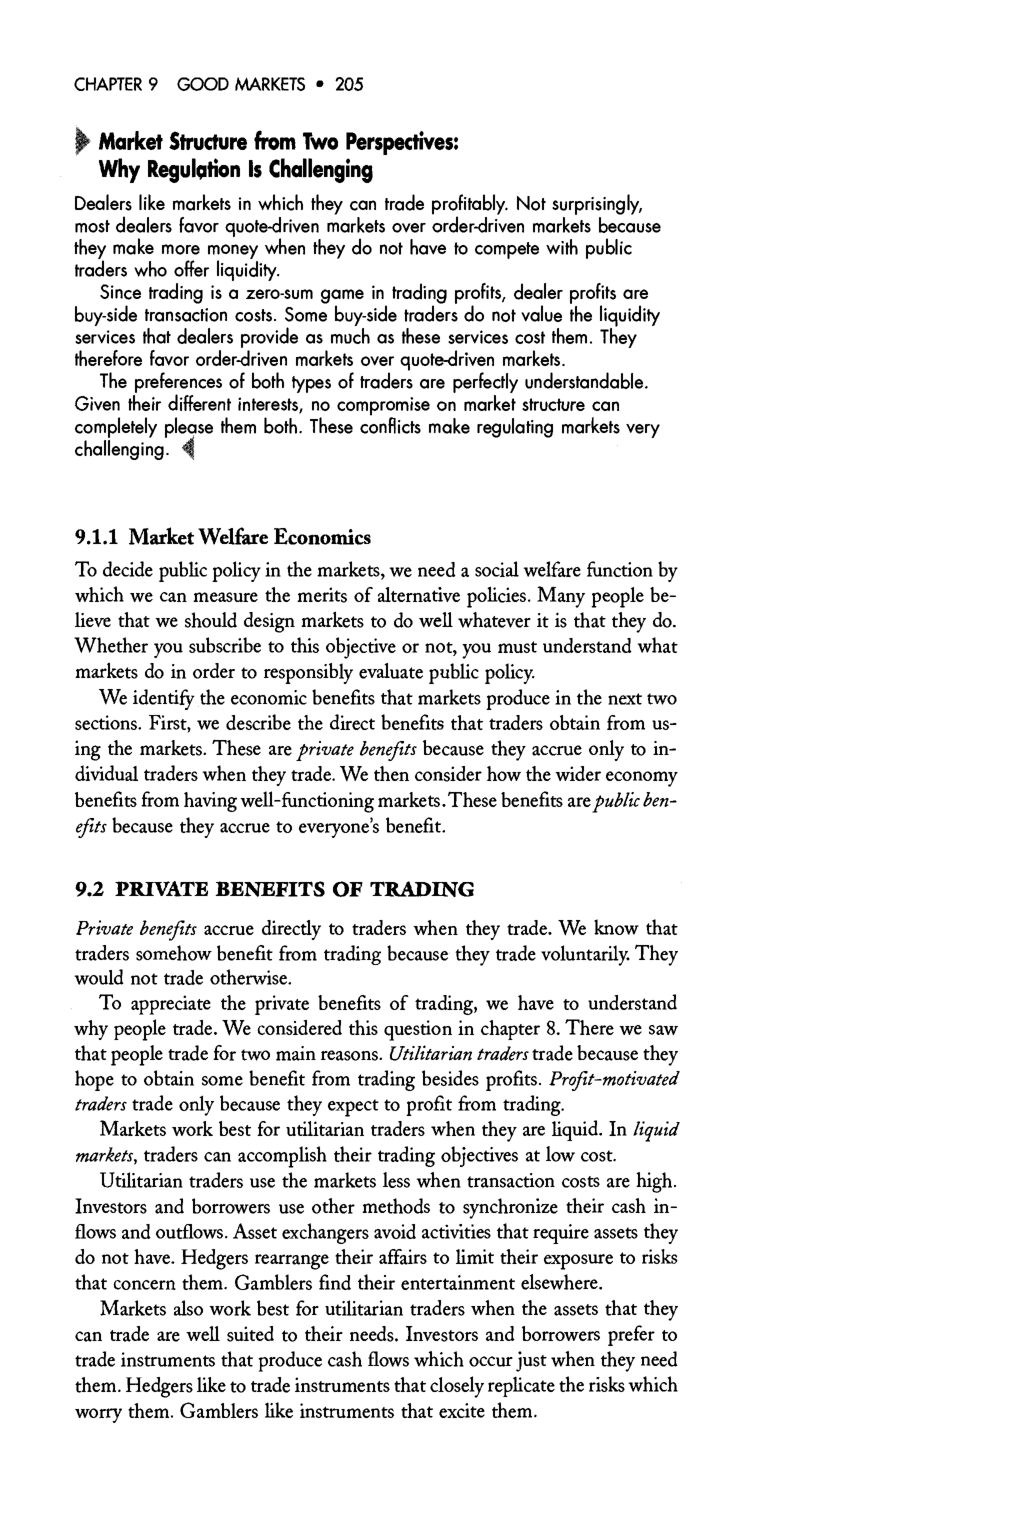 CHAPTER 9 GOOD MARKETS • 205
Market Structure from Two Perspectives:
Why Regulation Is Challenging
Dealers like markets in which they can trade profitably. Not surprisingly,
most dealers favor quote-driven markets over order-driven markets because
they make more money when they do not have to compete with public
traders who offer liquidity.
Since trading is a zero-sum game in trading profits, dealer profits are
buy-side transaction costs. Some buy-side traders do not value the liquidity
services that dealers provide as much as these services cost them. They
therefore favor order-driven markets over quote-driven markets.
The preferences of both types of traders are perfectly understandable.
Given their different interests, no compromise on market structure can
completely please them both. These conflicts make regulating markets very
challenging.
9.1.1 Market Welfare Economics
To decide public policy in the markets, we need a social welfare function by
which we can measure the merits of alternative policies. Many people be-
lieve that we should design markets to do well whatever it is that they do.
Whether you subscribe to this objective or not, you must understand what
markets do in order to responsibly evaluate public policy.
We identify the economic benefits that markets produce in the next two
sections. First, we describe the direct benefits that traders obtain from us-
ing the markets. These are private benefits because they accrue only to in-
dividual traders when they trade. We then consider how the wider economy
benefits from having well-functioning markets. These benefits are public ben-
efits because they accrue to everyone's benefit.
9.2 PRIVATE BENEFITS OF TRADING
Private benefits accrue directly to traders when they trade. We know that
traders somehow benefit from trading because they trade voluntarily. They
would not trade otherwise.
To appreciate the private benefits of trading, we have to understand
why people trade. We considered this question in chapter 8. There we saw
that people trade for two main reasons. Utilitarian traders trade because they
hope to obtain some benefit from trading besides profits. Profit-motivated
traders trade only because they expect to profit from trading.
Markets work best for utilitarian traders when they are liquid. In liquid
markets, traders can accomplish their trading objectives at low cost.
Utilitarian traders use the markets less when transaction costs are high.
Investors and borrowers use other methods to synchronize their cash in-
flows and outflows. Asset exchangers avoid activities that require assets they
do not have. Hedgers rearrange their affairs to limit their exposure to risks
that concern them. Gamblers find their entertainment elsewhere.
Markets also work best for utilitarian traders when the assets that they
can trade are well suited to their needs. Investors and borrowers prefer to
trade instruments that produce cash flows which occur just when they need
them. Hedgers like to trade instruments that closely replicate the risks which
worry them. Gamblers like instruments that excite them.